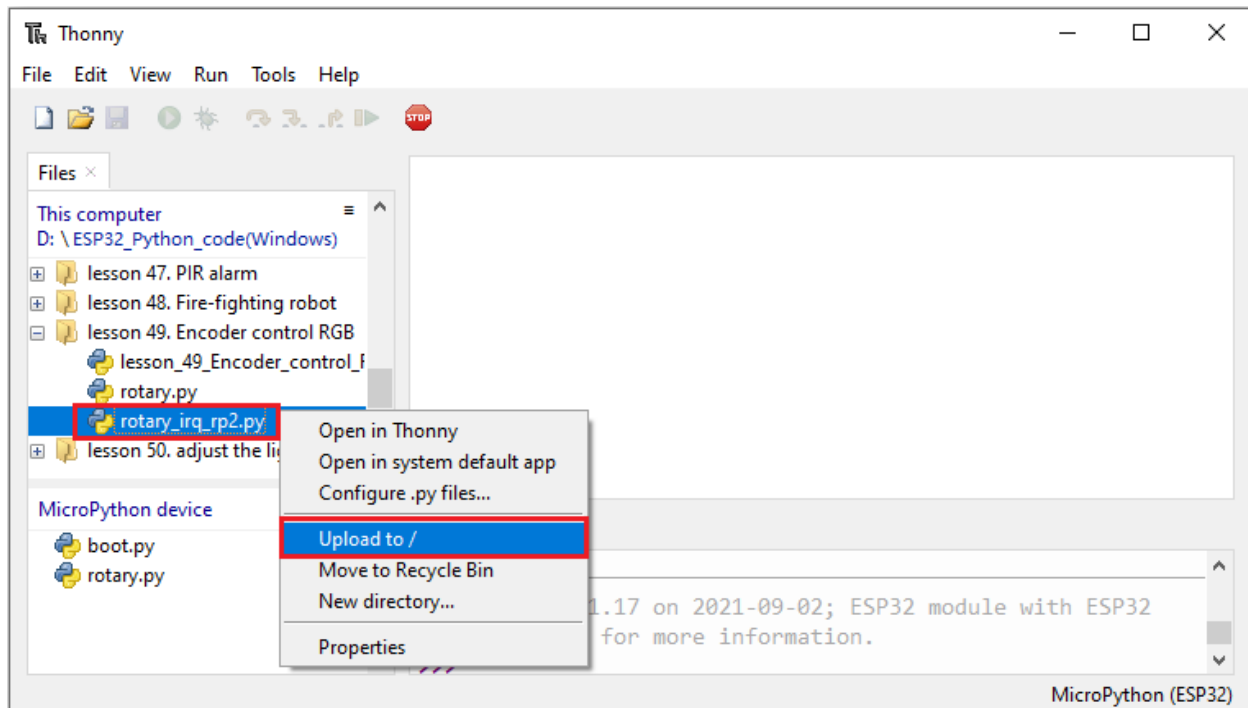 Thonny
File Edit View Run Tools Help
STOP
Files
This computer
D: \ ESP32_Python_code(Windows)
lesson 47. PIR alarm
lesson 48. Fire-fighting robot
lesson 49. Encoder control RGB
lesson_49_Encoder_control_
rotary.py
rotary_irq_rp2.py
lesson 50. adjust the
MicroPython device
boot.py
rotary.py
Open in Thonny
Open in system default app
Configure .py files...
Upload to /
Move to Recycle Bin
New directory...
Properties
1.17 on 2021-09-02; ESP32 module with ESP32
for more information.
>>>
MicroPython (ESP32)